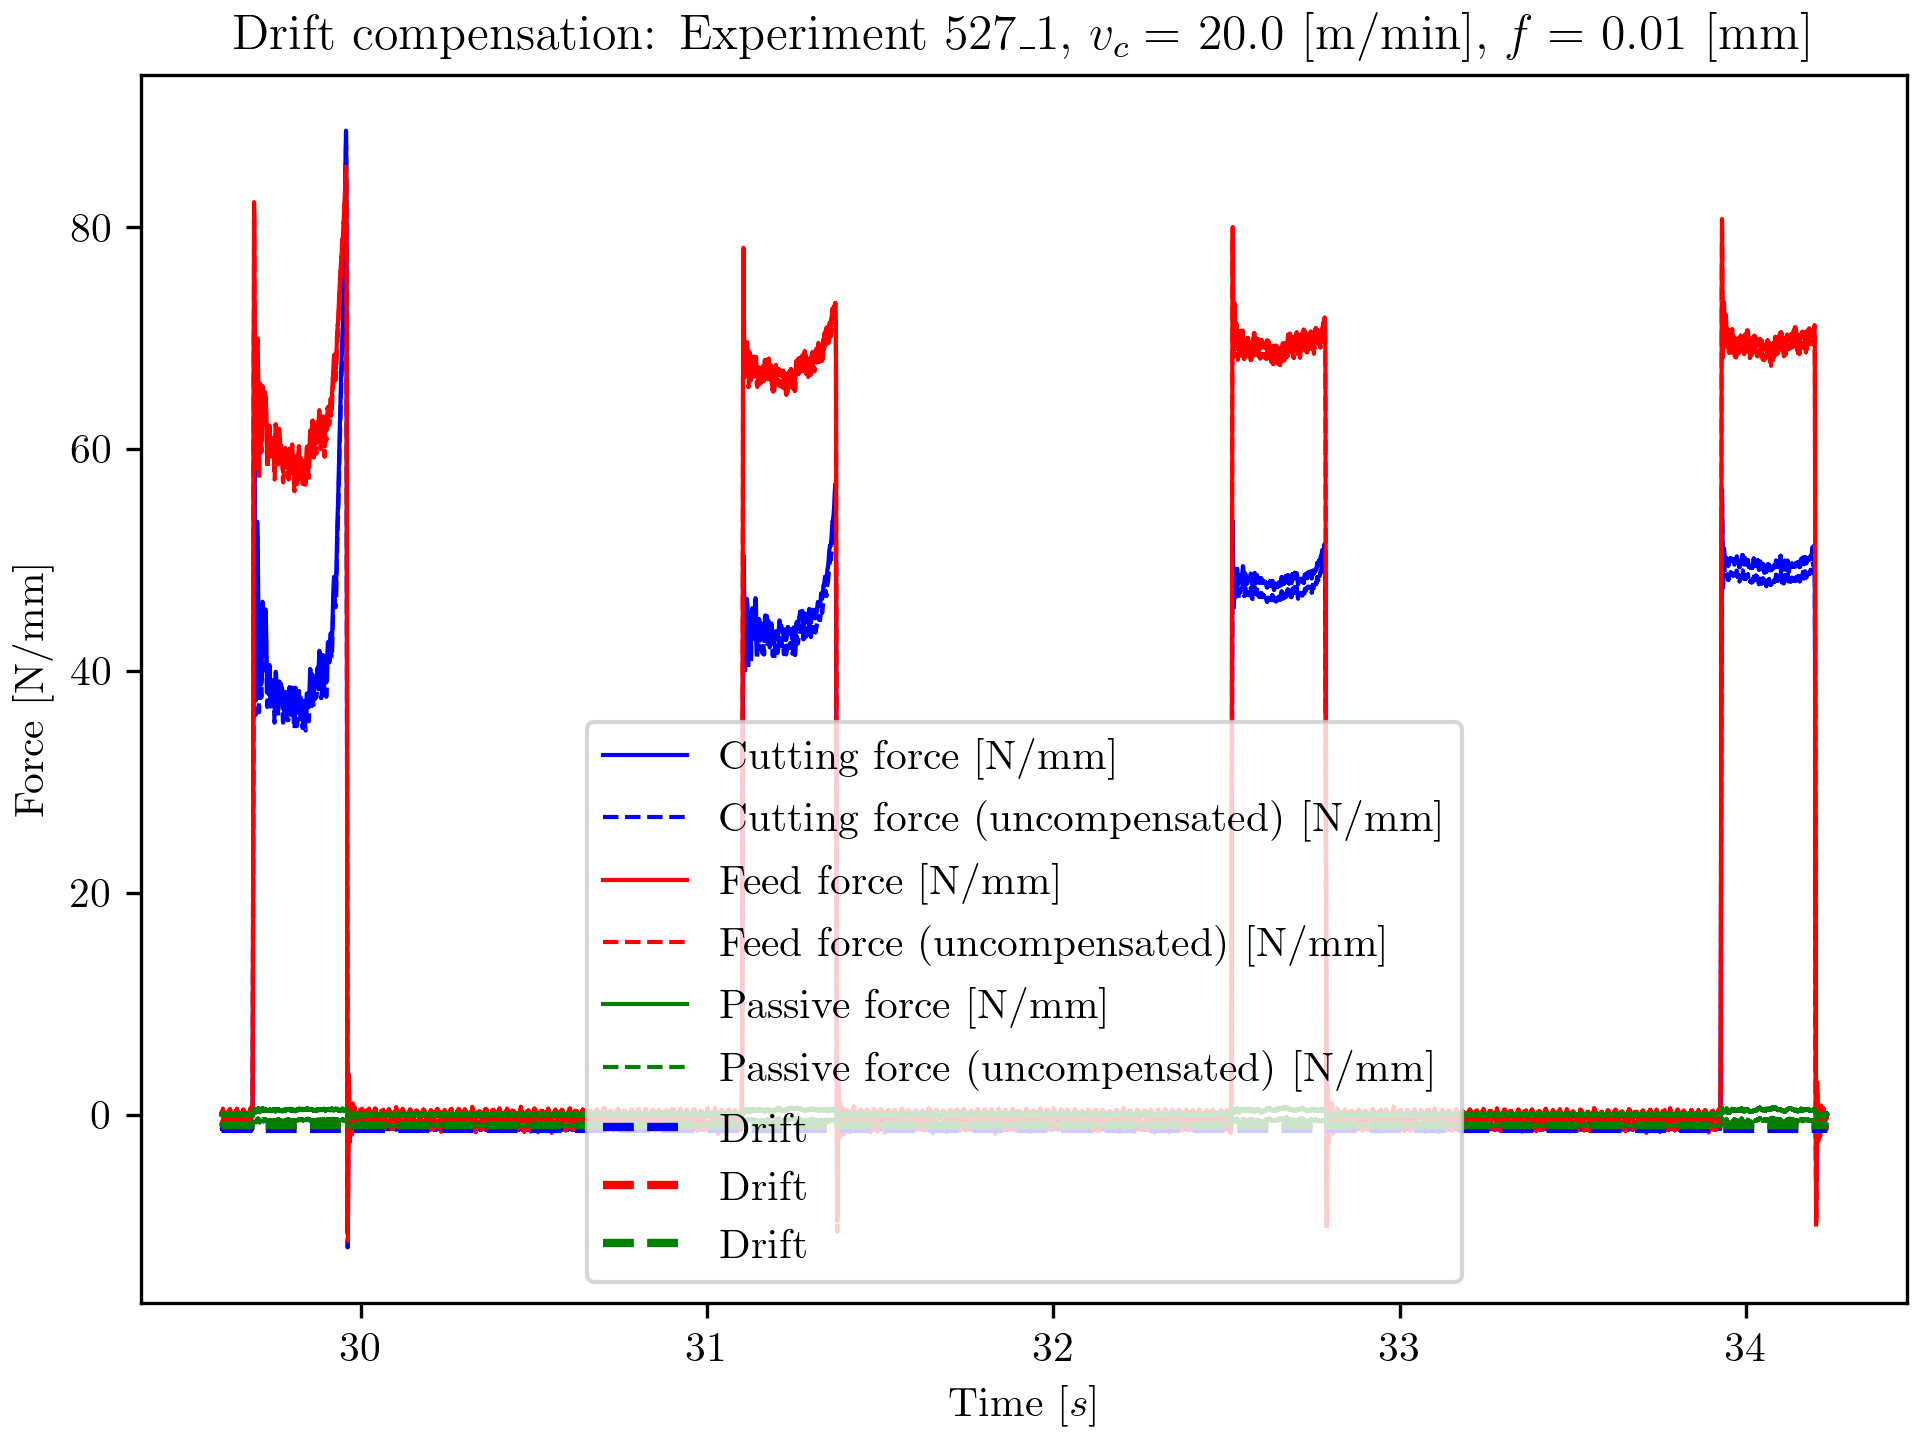 Drift compensation: Experiment 527_1, v_c = 20.0 [m/min], f = 0.01 [mm]
Force [N/mm]
80
60
40
20
0
Cutting force [N/mm]
Cutting force (uncompensated) [N/mm]
Feed force [N/mm]
Feed force (uncompensated) [N/mm]
Passive force [N/mm]
Passive force (uncompensated) [N/mm]
Drift
Drift
Drift
30 31 32 33 34
Time [s]